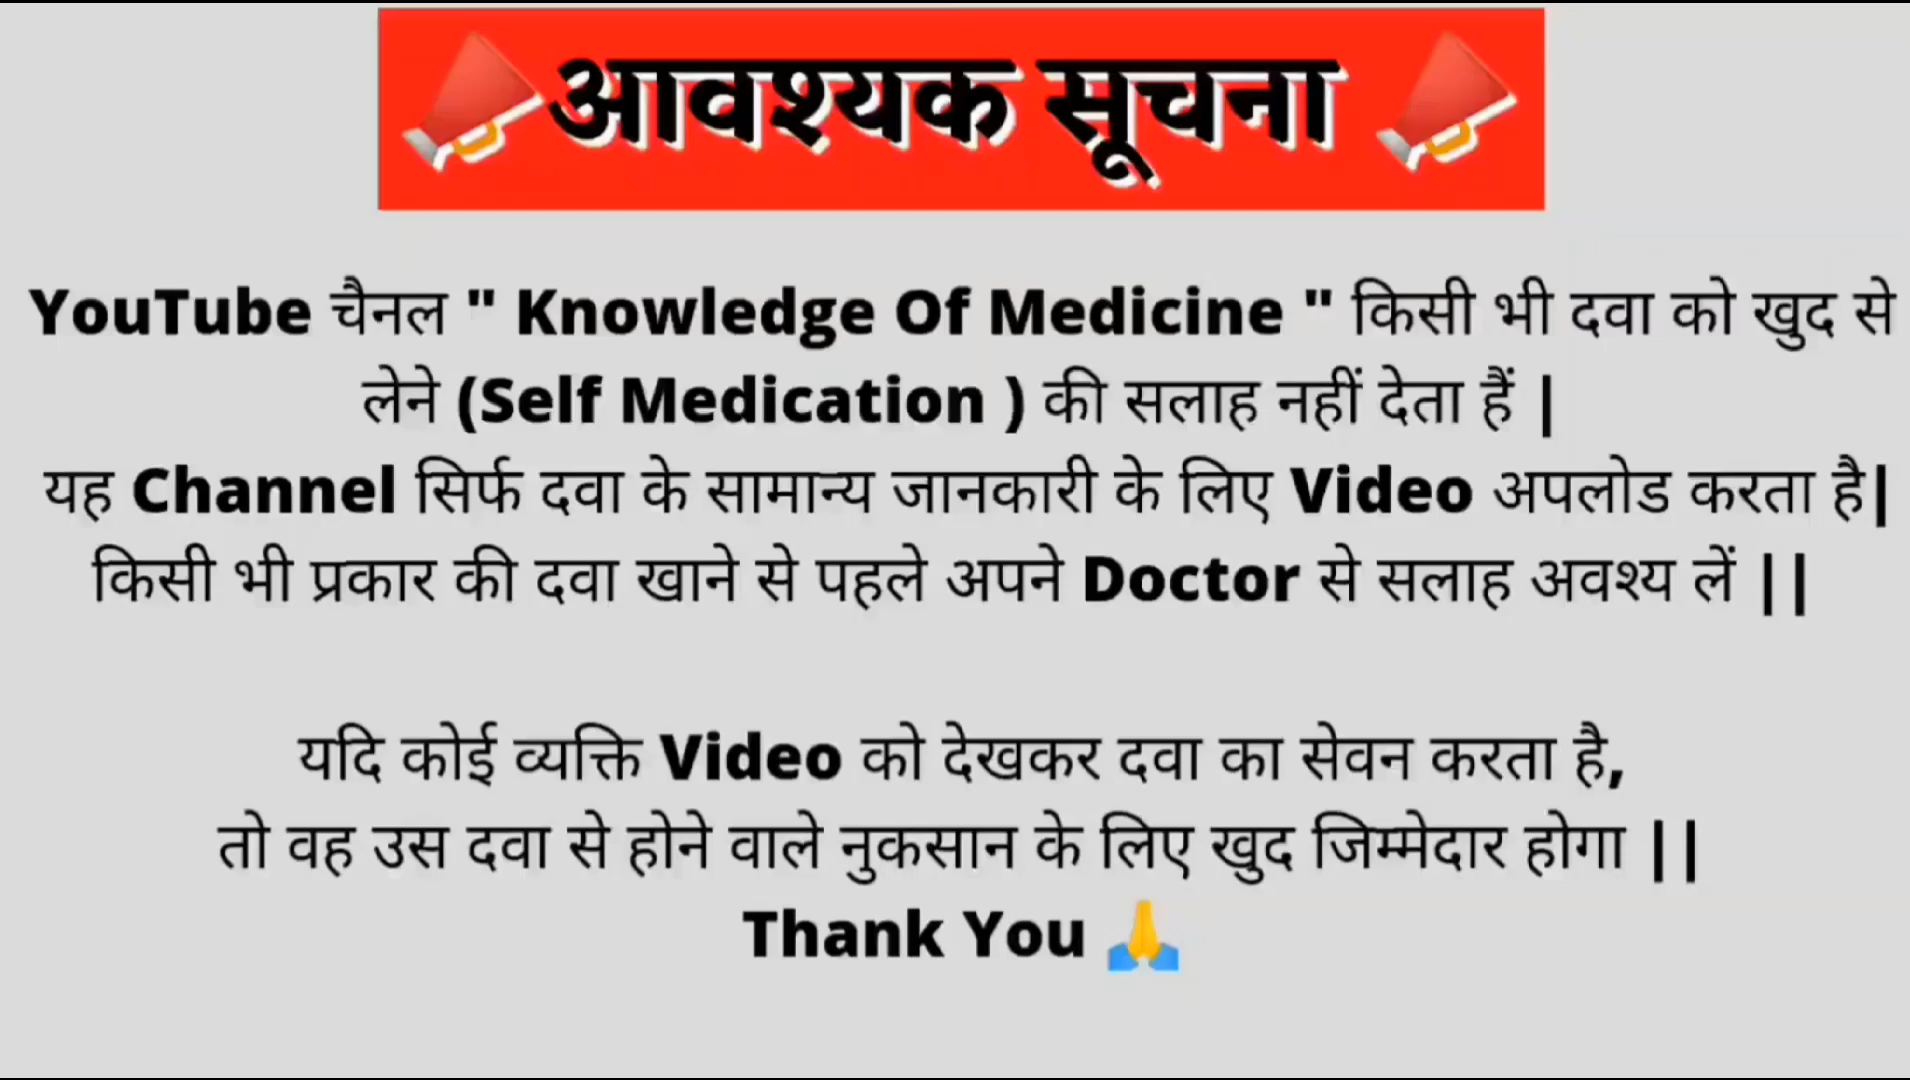 📣आवश्यक सूचना 📣
YouTube चैनल " Knowledge Of Medicine " किसी भी दवा को खुद से
लेने (Self Medication ) की सलाह नहीं देता हैं |
यह Channel सिर्फ दवा के सामान्य जानकारी के लिए Video अपलोड करता है|
किसी भी प्रकार की दवा खाने से पहले अपने Doctor से सलाह अवश्य लें ||
यदि कोई व्यक्ति Video को देखकर दवा का सेवन करता है,
तो वह उस दवा से होने वाले नुकसान के लिए खुद जिम्मेदार होगा ||
Thank You 🙏